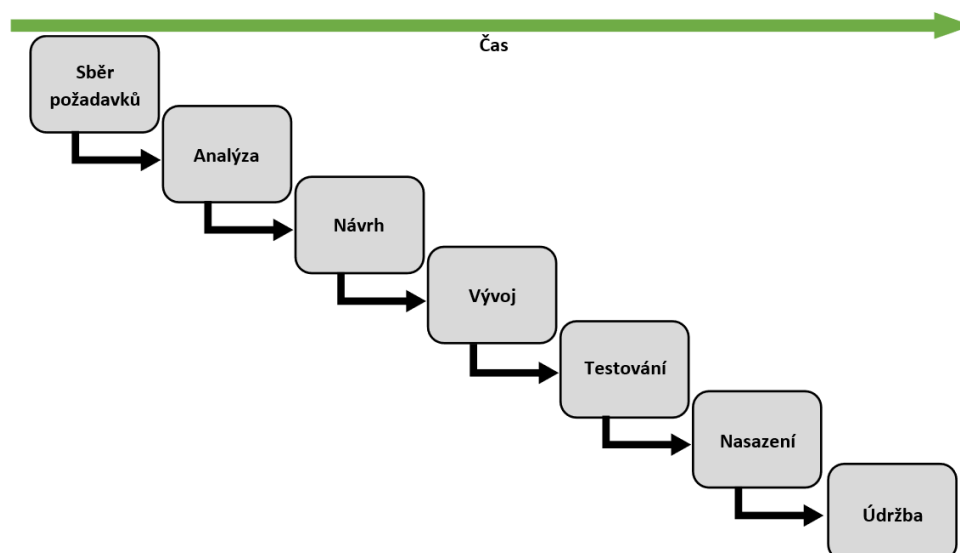 Čas
Sběr
požadavků
Analýza
Návrh
Vývoj
Testování
Nasazení
Údržba